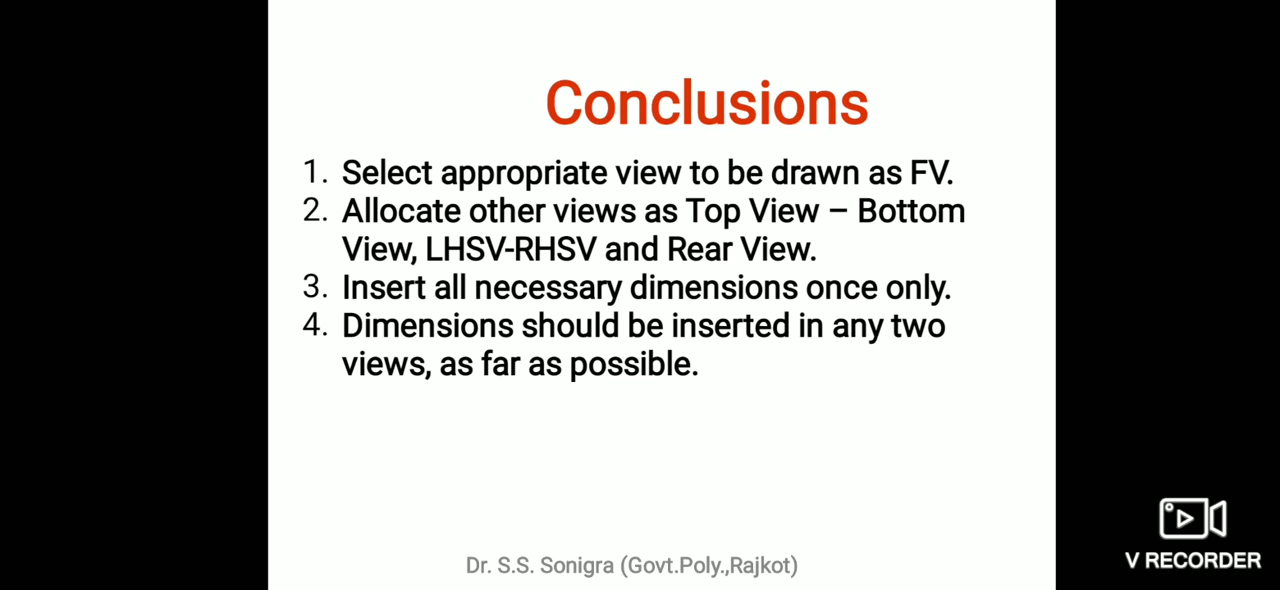 Conclusions
1. Select appropriate view to be drawn as FV.
2. Allocate other views as Top View – Bottom
View, LHSV-RHSV and Rear View.
3. Insert all necessary dimensions once only.
4. Dimensions should be inserted in any two
views, as far as possible.
Dr. S.S. Sonigra (Govt.Poly.,Rajkot)
V RECORDER